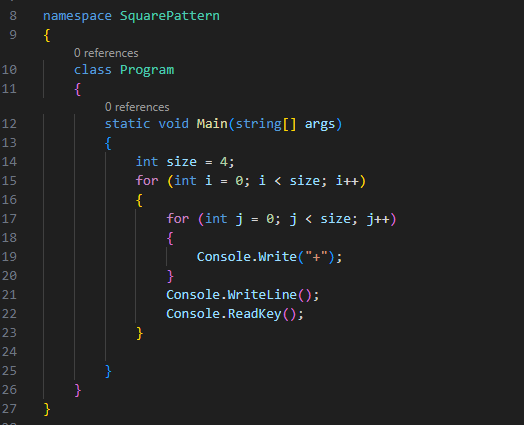 8 namespace SquarePattern
9 {
0 references
10 class Program
11 {
0 references
12 static void Main(string[] args)
13 {
14 int size = 4;
15 for (int i = 0; i < size; i++)
16 {
17 for (int j = 0; j < size; j++)
18 {
19 Console.Write("+");
20 }
21 Console.WriteLine();
22 Console.ReadKey();
23 }
24
25 }
26 }
27 }